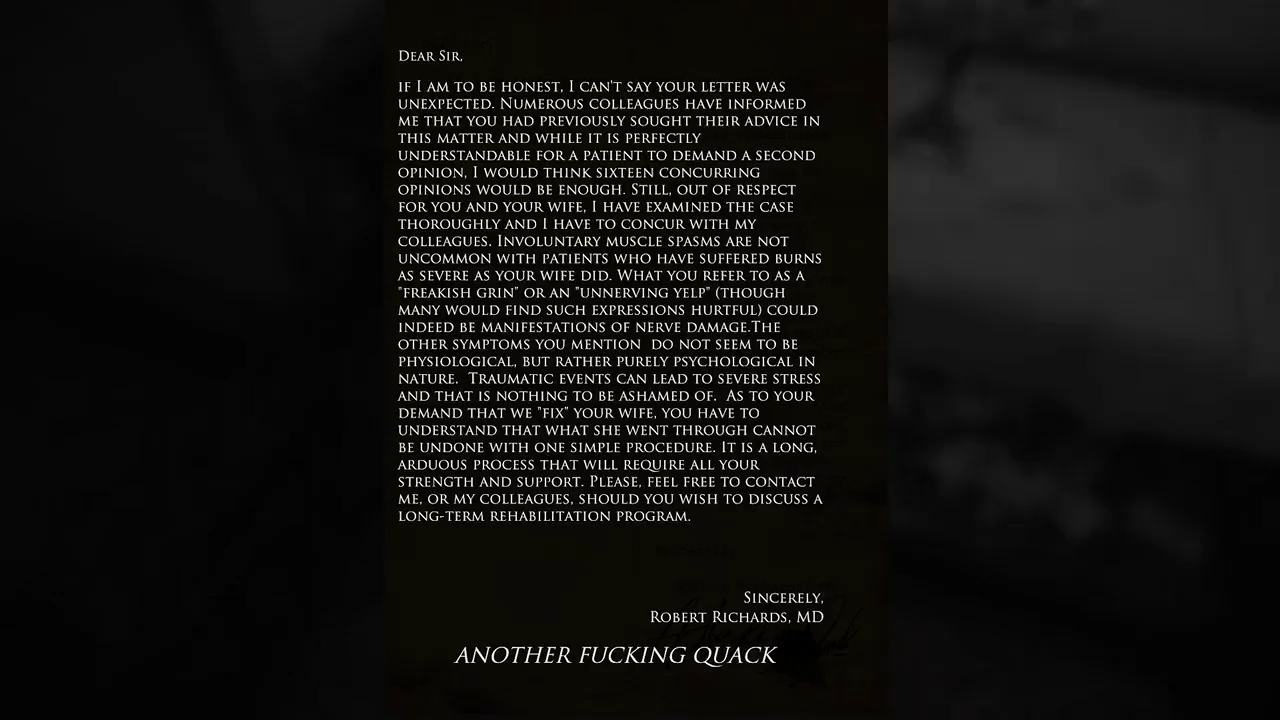 Dear Sir,
if I am to be honest, I can't say your letter was
unexpected. Numerous colleagues have informed
me that you had previously sought their advice in
this matter and while it is perfectly
understandable for a patient to demand a second
opinion, I would think sixteen concurring
opinions would be enough. Still, out of respect
for you and your wife, I have examined the case
thoroughly and I have to concur with my
colleagues. Involuntary muscle spasms are not
uncommon with patients who have suffered burns
as severe as your wife did. What you refer to as a
"freakish grin" or an "unnerving yelp" (though
many would find such expressions hurtful) could
indeed be manifestations of nerve damage.The
other symptoms you mention  do not seem to be
physiological, but rather purely psychological in
nature.  Traumatic events can lead to severe stress
and that is nothing to be ashamed of.  As to your
demand that we "fix" your wife, you have to
understand that what she went through cannot
be undone with one simple procedure. It is a long,
arduous process that will require all your
strength and support. Please, feel free to contact
me, or my colleagues, should you wish to discuss a
long-term rehabilitation program.
Sincerely,
Robert Richards, MD
ANOTHER FUCKING QUACK